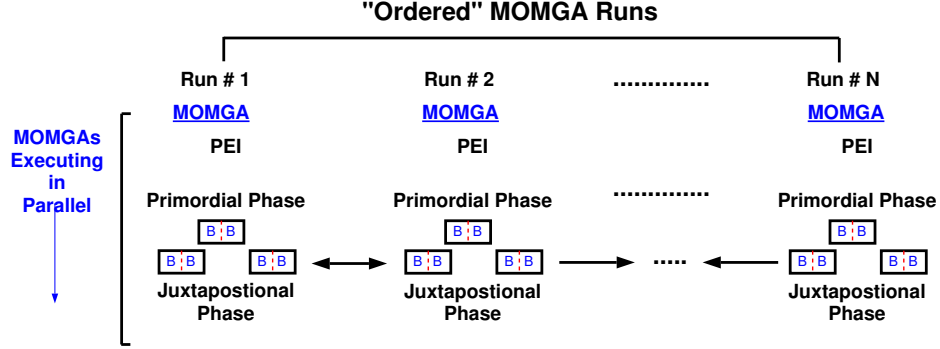 "Ordered" MOMGA Runs
Run # 1 Run # 2 .............. Run # N
MOMGA MOMGA MOMGA
MOMGAs
Executing
in
Parallel
PEI PEI PEI
..............
Primordial Phase Primordial Phase Primordial Phase
B B B B B B
B B B B B B B B ..... B B B B
Juxtapostional
Phase
Juxtapostional
Phase
Juxtapostional
Phase